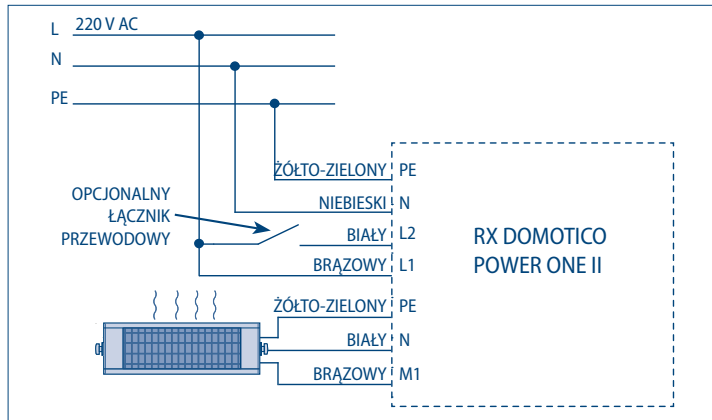 L 220 V AC
N
PE
ŻÓŁTO-ZIELONY PE
OPCJONALNY
ŁĄCZNIK
PRZEWODOWY
NIEBIESKI N
BIAŁY L2
BRĄZOWY L1
RX DOMOTICO
POWER ONE II
ŻÓŁTO-ZIELONY PE
BIAŁY N
BRĄZOWY M1